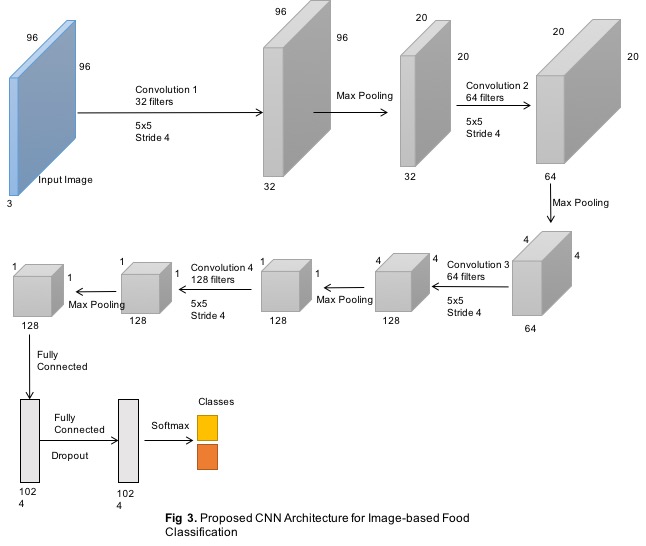 96
96
3
Input Image
Convolution 1
32 filters
5x5
Stride 4
96
96
32
Max Pooling
20
20
32
Convolution 2
64 filters
5x5
Stride 4
20
20
64
Max Pooling
4
4
64
Convolution 3
64 filters
5x5
Stride 4
4
4
128
Max Pooling
1
1
128
Convolution 4
128 filters
5x5
Stride 4
1
1
128
Max Pooling
1
1
128
Fully
Connected
102
4
Fully
Connected
Dropout
102
4
Softmax
Classes
Fig 3. Proposed CNN Architecture for Image-based Food
Classification